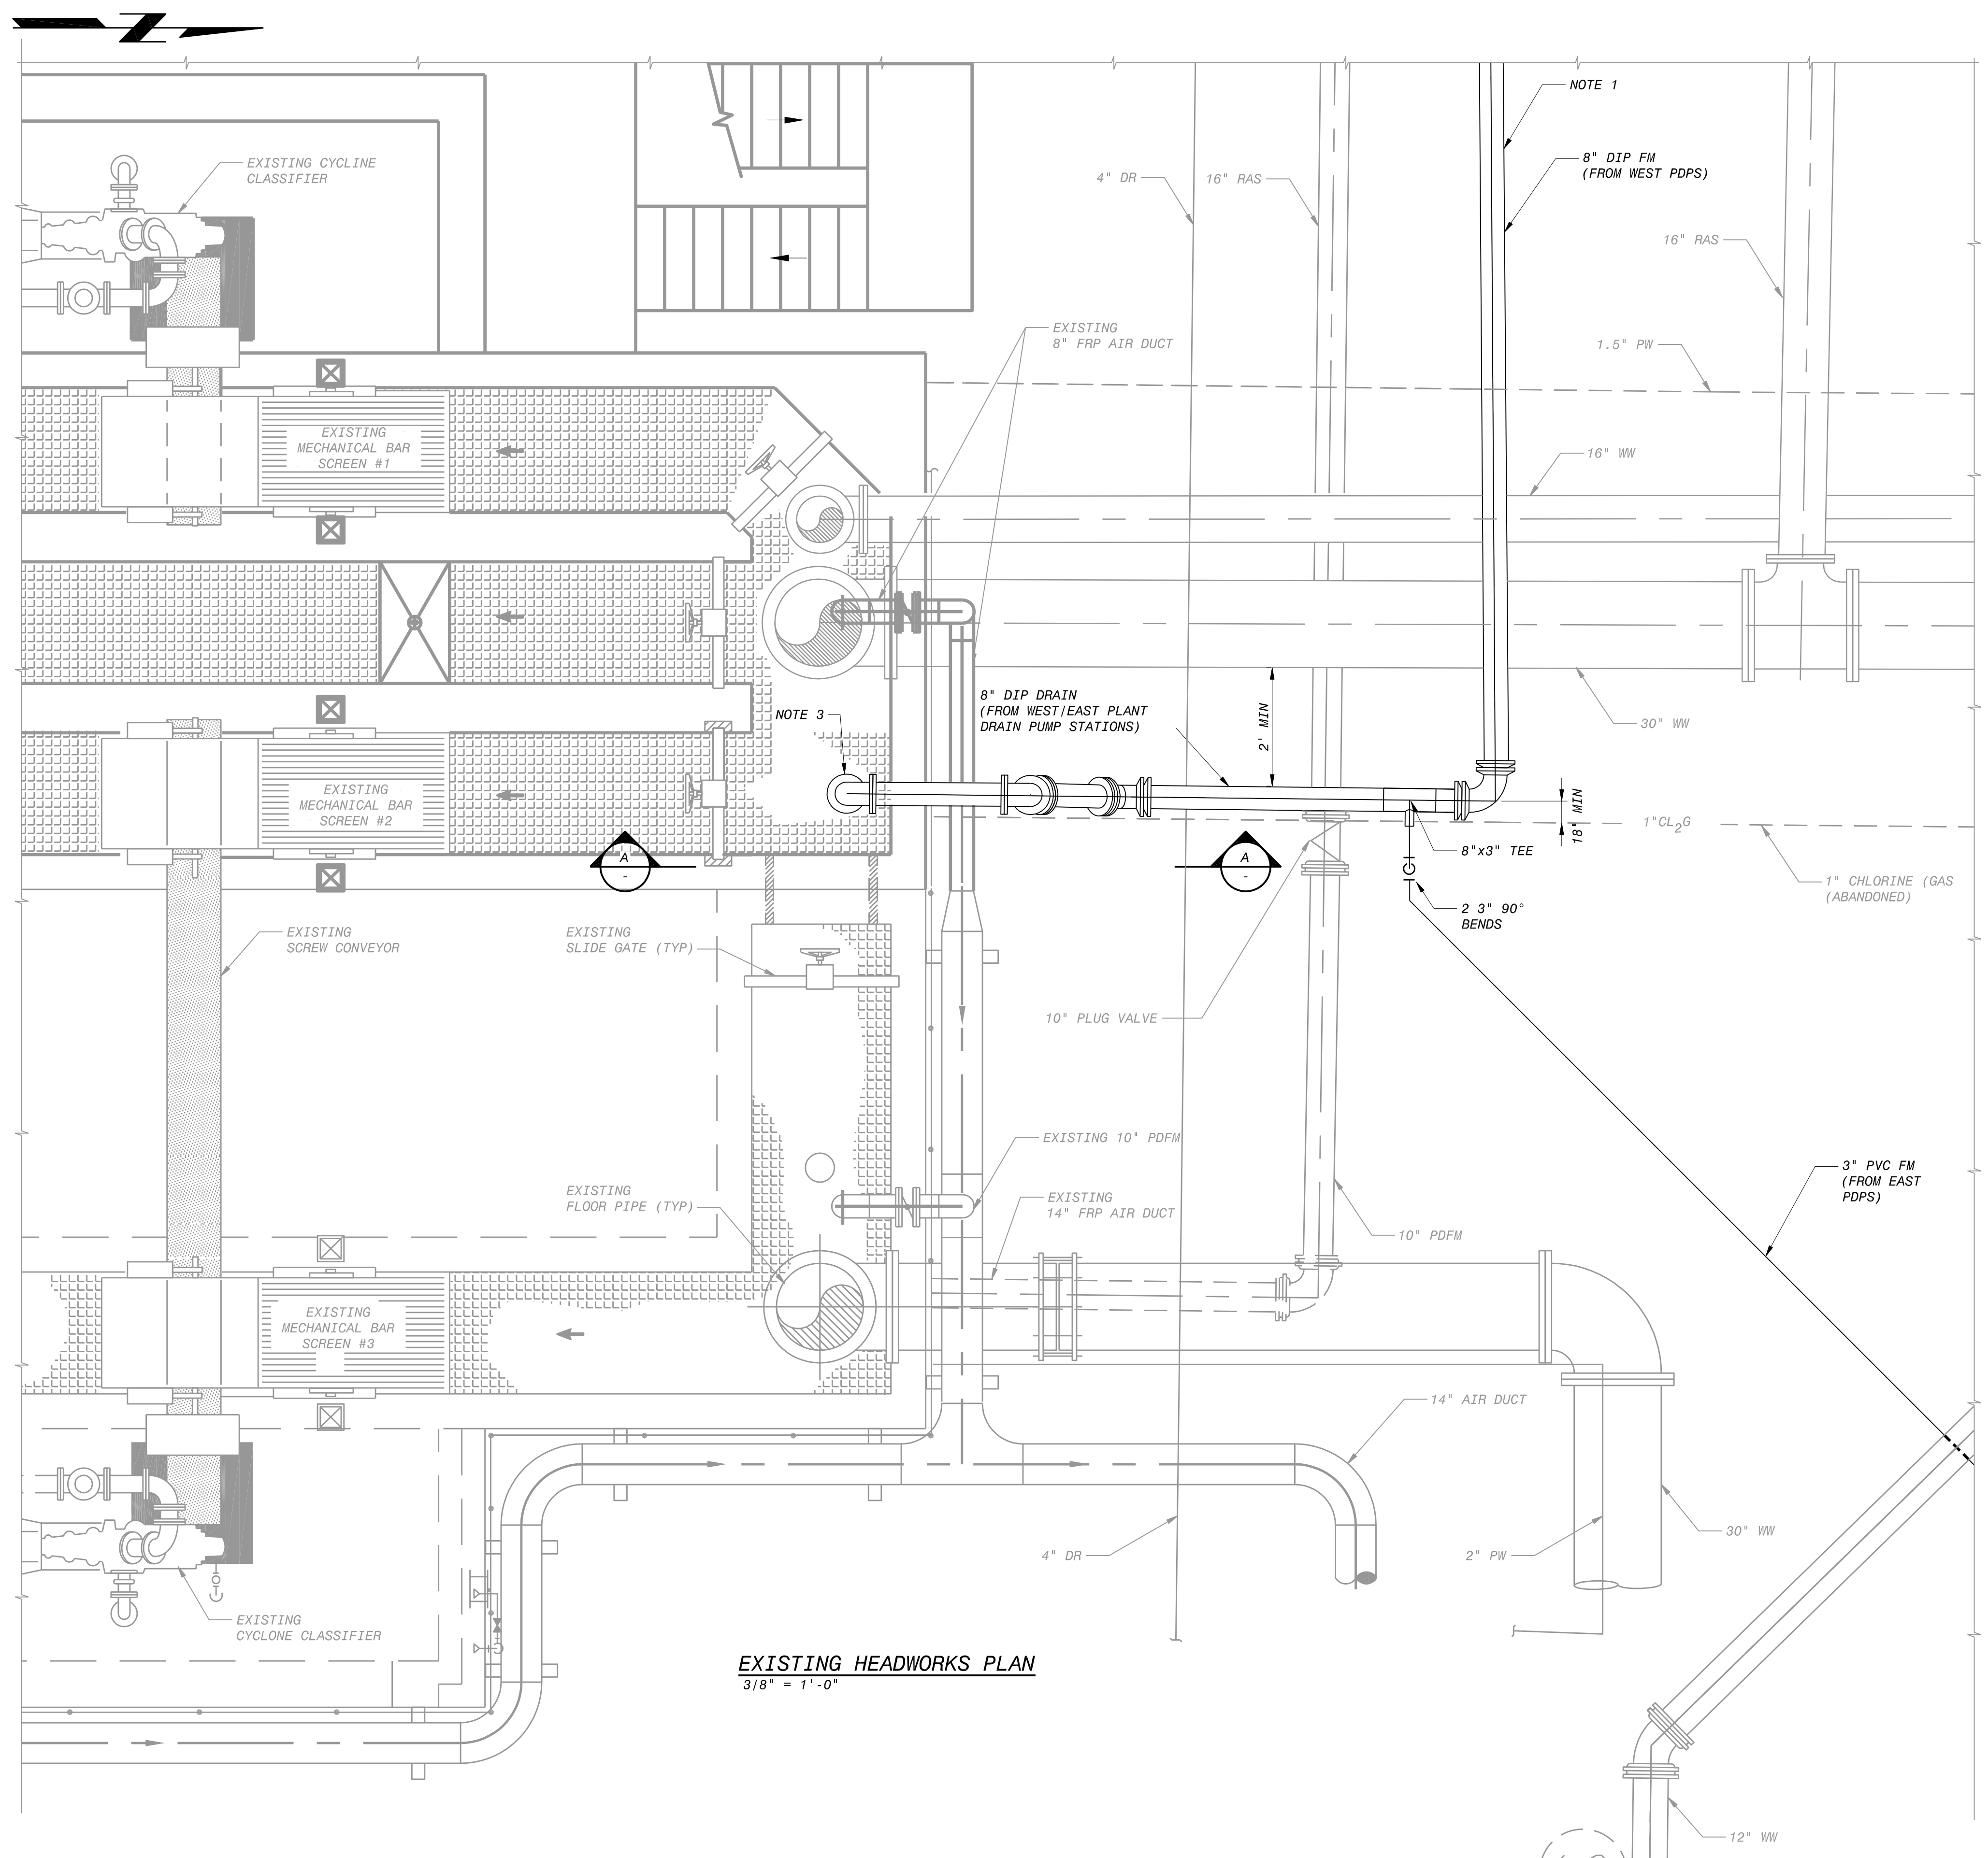 NOTE 1
8" DIP FM
(FROM WEST PDPS)
EXISTING CYCLINE
CLASSIFIER
4" DR
16" RAS
16" RAS
EXISTING
8" FRP AIR DUCT
1.5" PW
EXISTING
MECHANICAL BAR
SCREEN #1
16" WW
8" DIP DRAIN
(FROM WEST/EAST PLANT
DRAIN PUMP STATIONS)
NOTE 3
2' MIN
30" WW
EXISTING
MECHANICAL BAR
SCREEN #2
18" MIN
1"CL2G
A
-
A
-
8"x3" TEE
1" CHLORINE (GAS
(ABANDONED)
2 3" 90°
BENDS
EXISTING
SCREW CONVEYOR
EXISTING
SLIDE GATE (TYP)
10" PLUG VALVE
EXISTING 10" PDFM
3" PVC FM
(FROM EAST
PDPS)
EXISTING
FLOOR PIPE (TYP)
EXISTING
14" FRP AIR DUCT
10" PDFM
EXISTING
MECHANICAL BAR
SCREEN #3
14" AIR DUCT
4" DR
2" PW
30" WW
EXISTING
CYCLONE CLASSIFIER
EXISTING HEADWORKS PLAN
3/8" = 1'-0"
12" WW